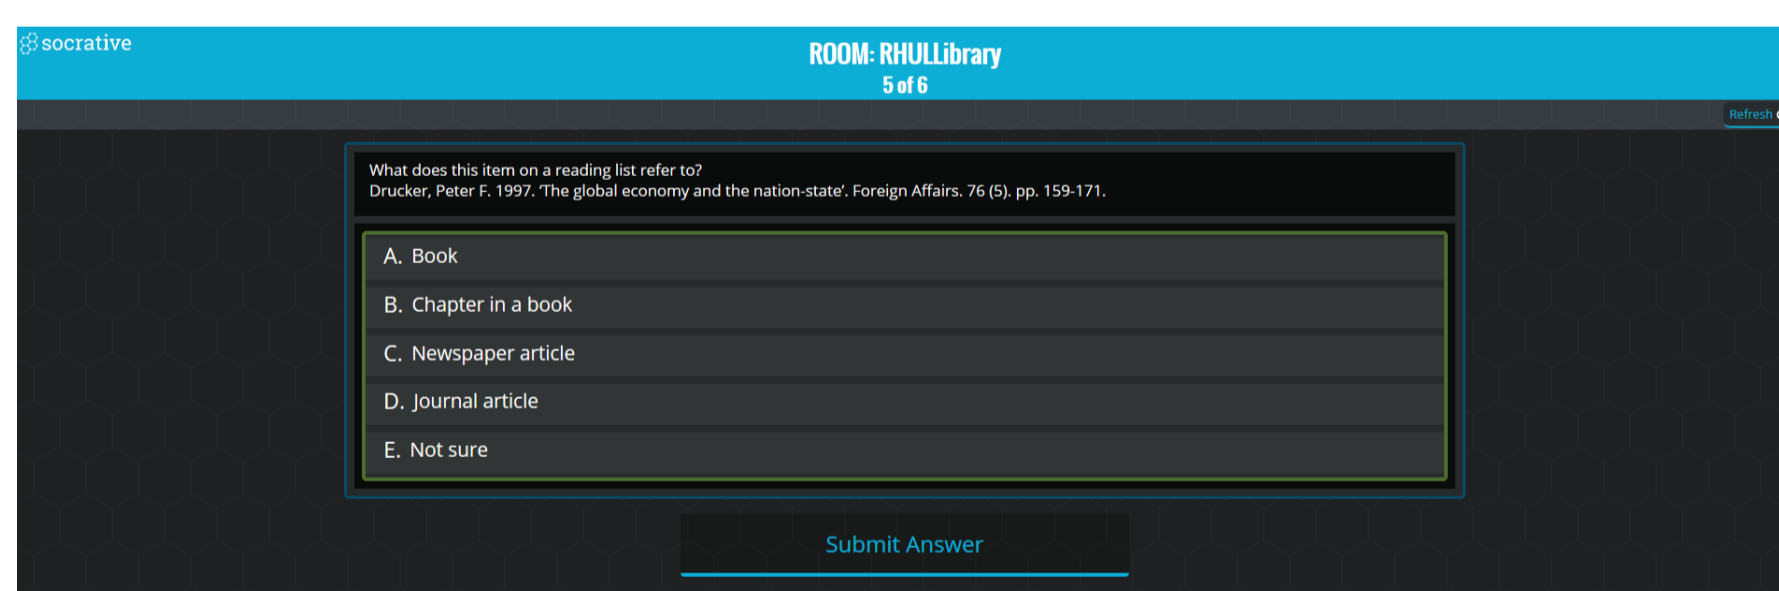 socrative
ROOM: RHULLibrary
5 of 6
Refresh
What does this item on a reading list refer to?
Drucker, Peter F. 1997. ‘The global economy and the nation-state’. Foreign Affairs. 76 (5). pp. 159-171.
A. Book
B. Chapter in a book
C. Newspaper article
D. Journal article
E. Not sure
Submit Answer